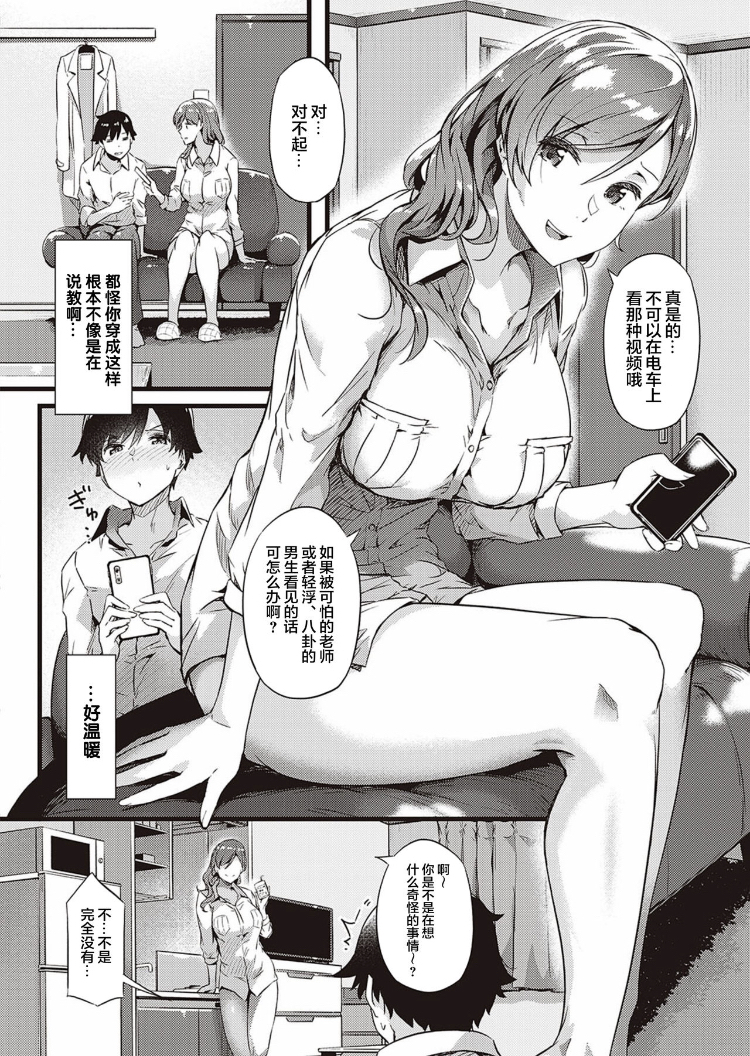 真是的…
不可以在电车上
看那种视频哦
对…
对不起…
都怪你穿成这样
根本不像是在
说教啊…
如果被可怕的老师
或者轻浮、八卦的
男生看见的话
可怎么办啊？
ぎゅ…
…好温暖
啊～
你是不是在想
什么奇怪的事情～?
不…不是
完全没有…